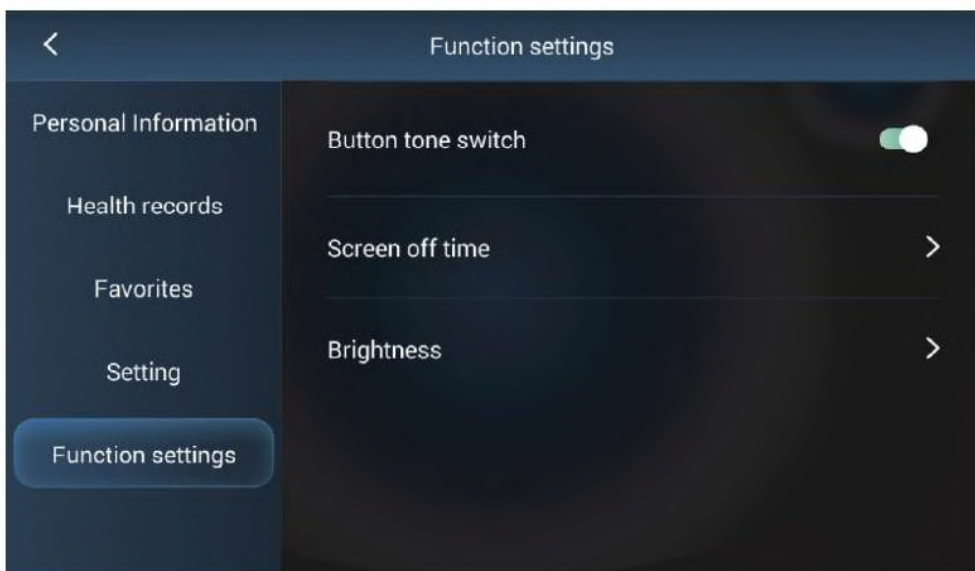 Function settings
Personal Information
Health records
Favorites
Setting
Function settings
Button tone switch
Screen off time
Brightness